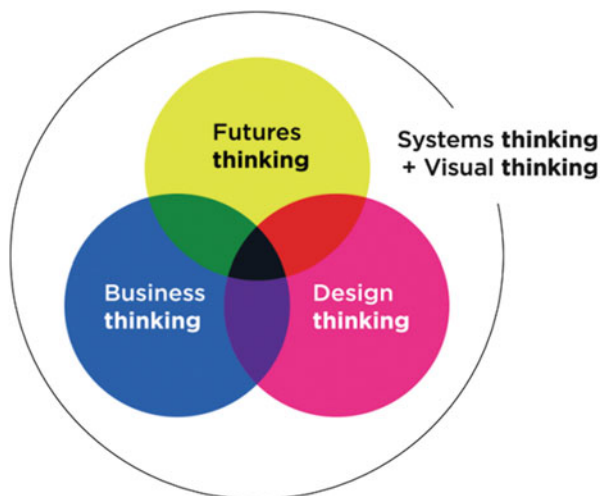 Futures
thinking
Systems thinking
+ Visual thinking
Business
thinking
Design
thinking